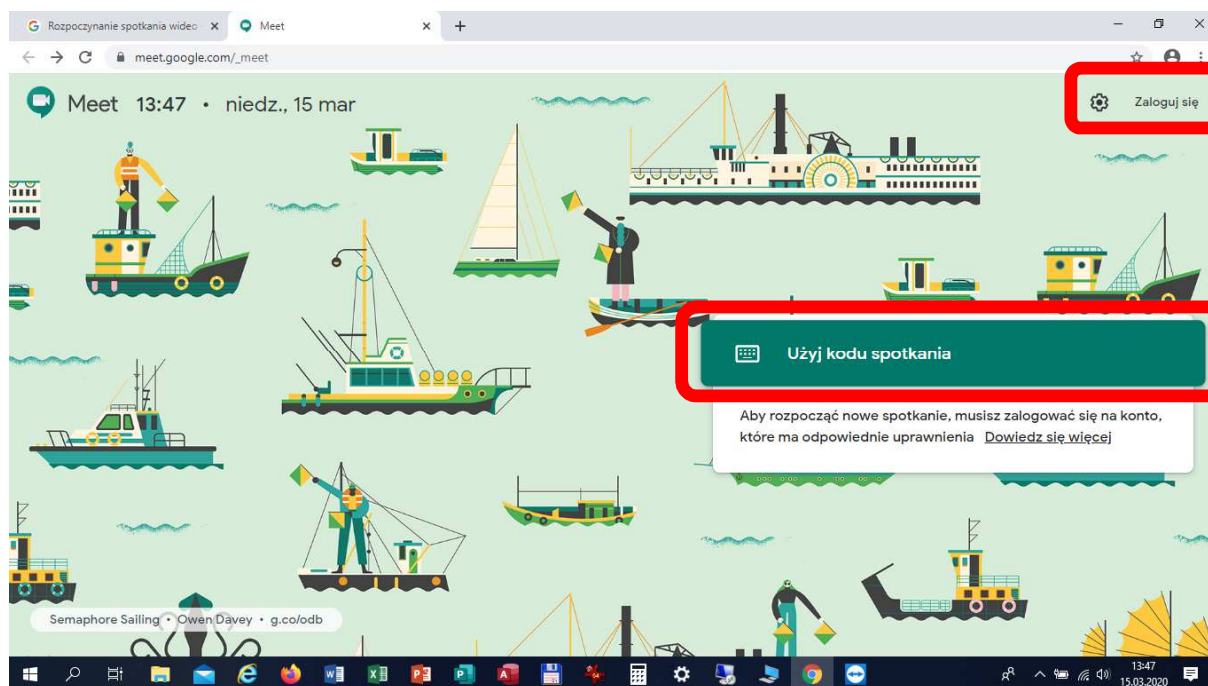 Rozpoczynanie spotkania wideo
Meet
meet.google.com/_meet
Meet 13:47 • niedz., 15 mar
Zaloguj się
Użyj kodu spotkania
Aby rozpocząć nowe spotkanie, musisz zalogować się na konto,
które ma odpowiednie uprawnienia Dowiedz się więcej
Semaphore Sailing • Owen Davey • g.co/odb
13:47
15.03.2020